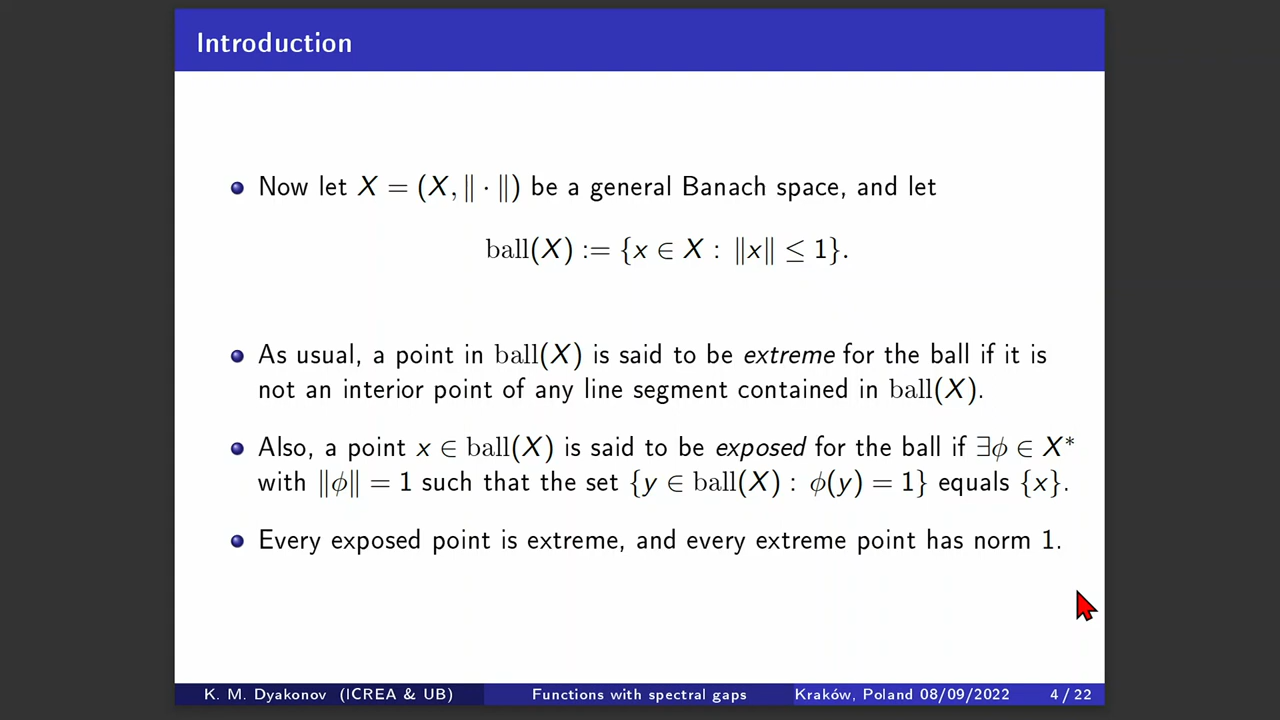 Introduction
Now let X = (X, ‖ · ‖) be a general Banach space, and let
ball(X) := {x ∈ X : ‖x‖ ≤ 1}.
As usual, a point in ball(X) is said to be extreme for the ball if it is
not an interior point of any line segment contained in ball(X).
Also, a point x ∈ ball(X) is said to be exposed for the ball if ∃ϕ ∈ X*
with ‖ϕ‖ = 1 such that the set {y ∈ ball(X) : ϕ(y) = 1} equals {x}.
Every exposed point is extreme, and every extreme point has norm 1.
K. M. Dyakonov (ICREA & UB) Functions with spectral gaps Kraków, Poland 08/09/2022 4 / 22